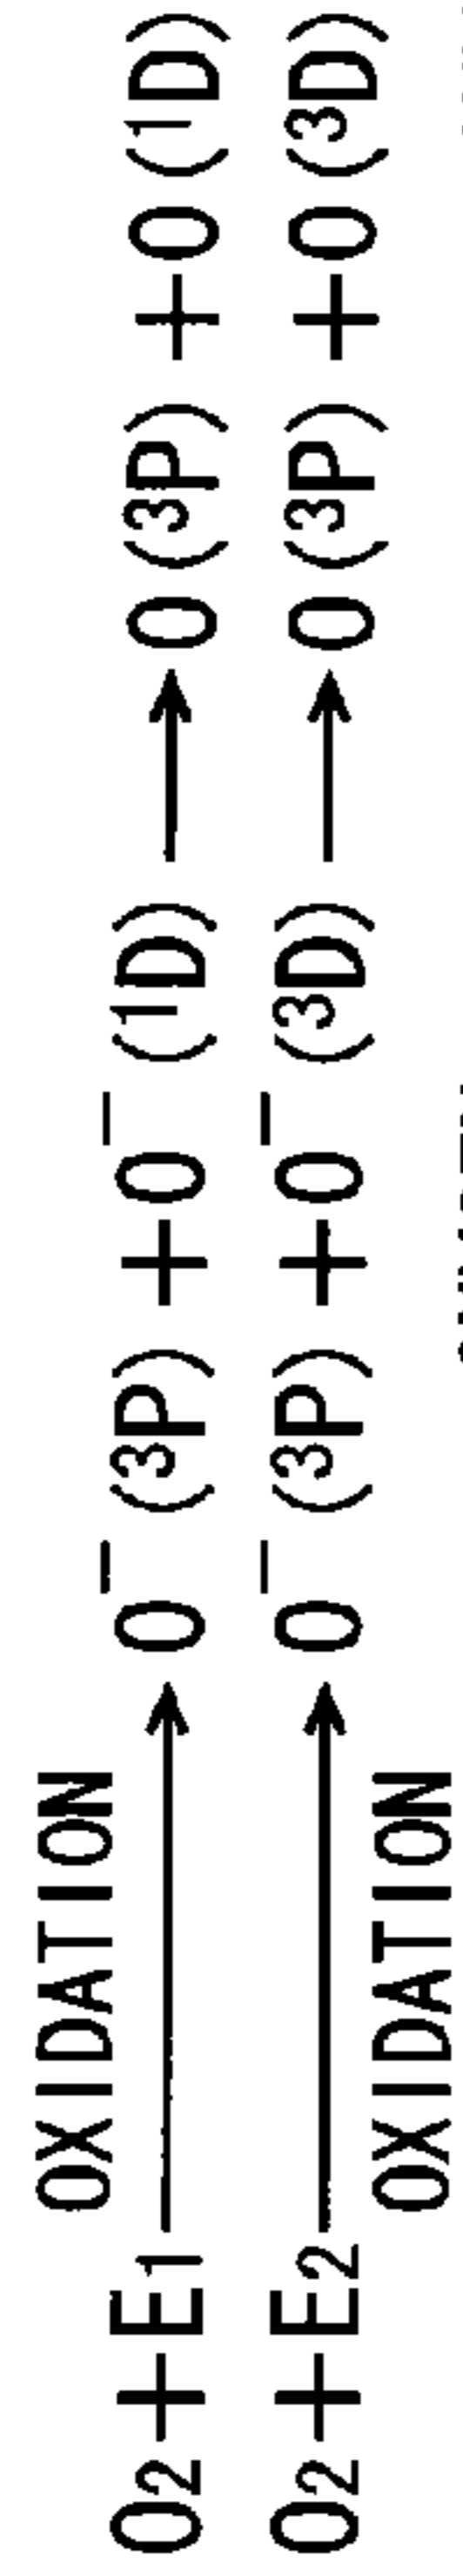 OXIDATION
O₂+E₁ → O⁻(³P)+O⁻(¹D) → O(³P)+O(¹D)
O₂+E₂ → O⁻(³P)+O⁻(³D) → O(³P)+O(³D)
OXIDATION